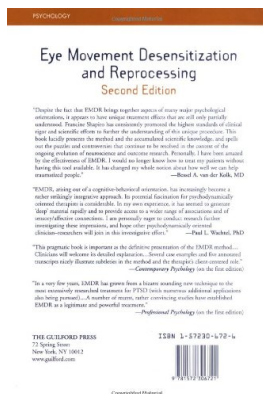 PSYCHOLOGY
Eye Movement Desensitization
and Reprocessing
Second Edition
"Despite the fact that EMDR brings together aspects of many major psychological
orientations, it appears to have unique treatment effects that are still only partially
understood. Francine Shapiro has consistently promoted the highest standards of clinical
rigor and scientific efforts to further the understanding of this unique procedure. This
book lucidly presents the method and the accumulated scientific knowledge, and spells
out the puzzles and controversies that continue to be resolved in the context of the
ongoing evolution of neuroscience and outcome research. Personally, I have been amazed
by the effectiveness of EMDR. I would no longer know how to treat my patients without
having this tool available. It has changed my whole notion about how well we can help
traumatized people."
—Bessel A. van der Kolk, MD
"EMDR, arising out of a cognitive-behavioral orientation, has increasingly become a
rather strikingly integrative approach. Its potential fascination for psychodynamically
oriented therapists is considerable. In my own experience, it has seemed to generate
'deep' material rapidly and to provide access to a wider range of associations and of
sensory/affective connections. I am personally eager to conduct research further
investigating these impressions, and hope other psychodynamically oriented
clinician-researchers will join in this investigative effort."
—Paul L. Wachtel, PhD
"This pragmatic book is important as the definitive presentation of the EMDR method....
Clinicians will welcome its detailed explanation....Several case examples and five annotated
transcripts nicely illustrate subtleties in the method and the therapist's client-centered role."
—Contemporary Psychology (on the first edition)
"In a very few years, EMDR has grown from a bizarre sounding new technique to the
most extensively researched treatment for PTSD (with numerous additional applications
also being pursued)....A number of recent, rather convincing studies have established
EMDR as a legitimate and powerful treatment."
—Professional Psychology (on the first edition)
THE GUILFORD PRESS
72 Spring Street
New York, NY 10012
www.guilford.com
ISBN 1-57230-672-6
9 781572 306721